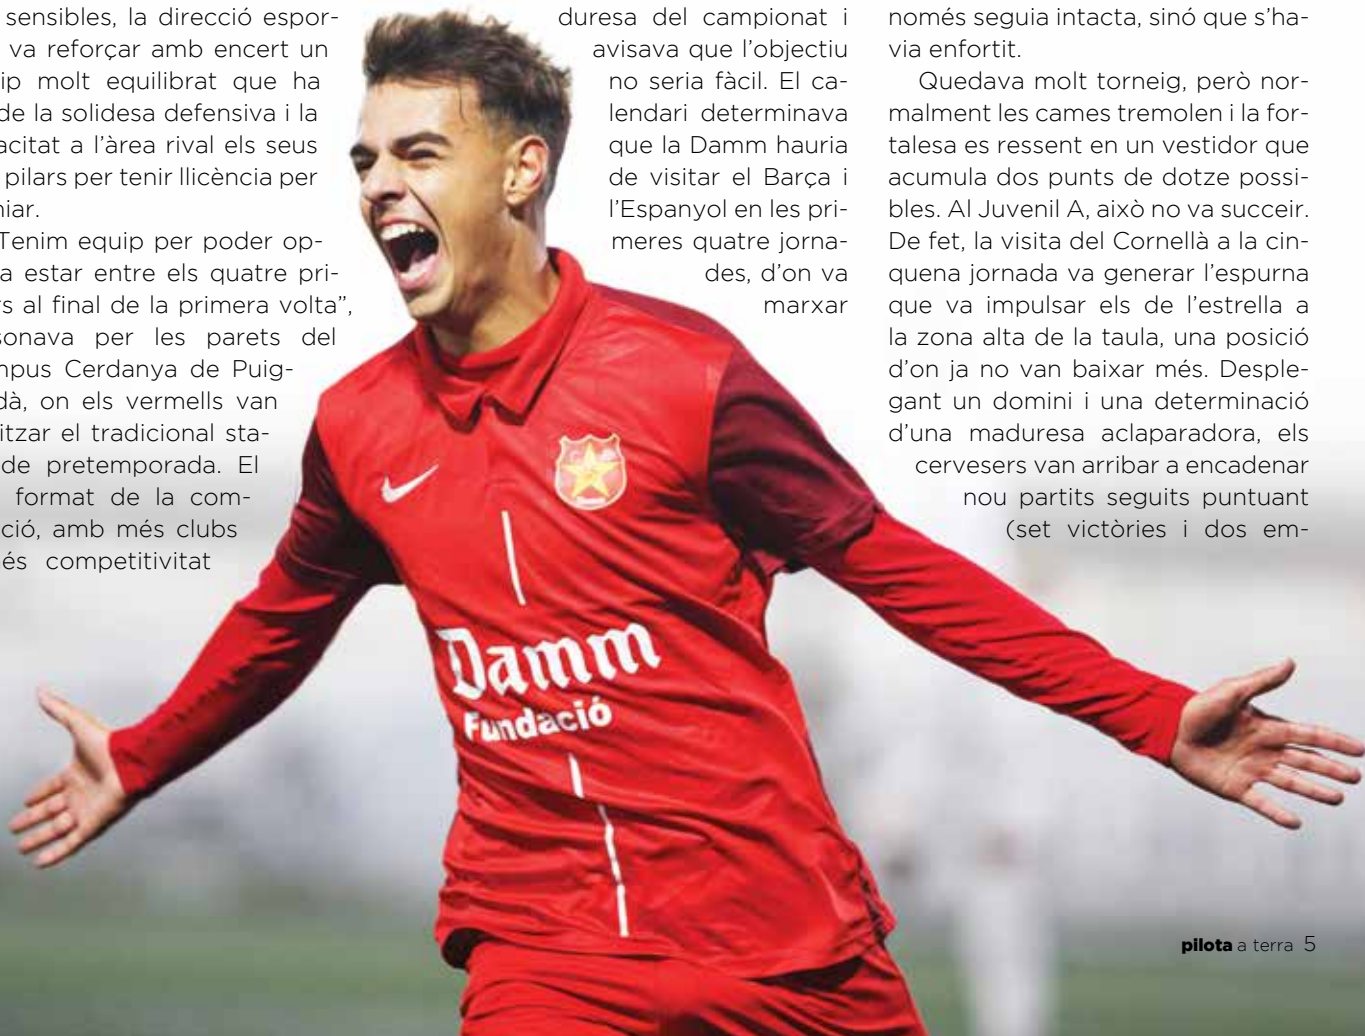 sensibles, la direcció espor-
va reforçar amb encert un
molt equilibrat que ha
de la solidesa defensiva i la
a l’àrea rival els seus
pilars per tenir llicència per
Tenim equip per poder op-
a estar entre els quatre pri-
al final de la primera volta”,
per les parets del
Cerdanya de Puig-
on els vermells van
el tradicional sta-
de pretemporada. El
format de la com-
amb més clubs
competitivitat
duresa del campionat i
avisava que l’objectiu
no seria fàcil. El ca-
lendari determinava
que la Damm hauria
de visitar el Barça i
l’Espanyol en les pri-
meres quatre jorna-
des, d’on va
marxar
només seguia intacta, sinó que s’ha-
via enfortit.
Quedava molt torneig, però nor-
malment les cames tremolen i la for-
talesa es ressent en un vestidor que
acumula dos punts de dotze possi-
bles. Al Juvenil A, això no va succeir.
De fet, la visita del Cornellà a la cin-
quena jornada va generar l’espurna
que va impulsar els de l’estrella a
la zona alta de la taula, una posició
d’on ja no van baixar més. Desple-
gant un domini i una determinació
d’una maduresa aclaparadora, els
cervesers van arribar a encadenar
nou partits seguits puntuant
(set victòries i dos em-
Damm
Fundació
pilota a terra 5